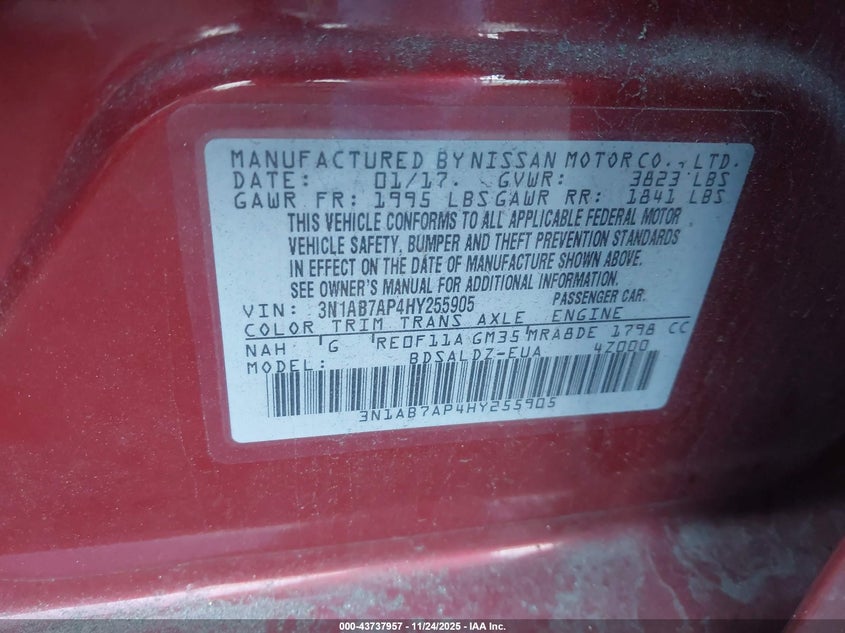 MANUFACTURED BY NISSAN MOTOR CO., LTD.
DATE: 01/17. GVWR: 3823 LBS
GAWR FR: 1995 LBS GAWR RR: 1841 LBS
THIS VEHICLE CONFORMS TO ALL APPLICABLE FEDERAL MOTOR
VEHICLE SAFETY, BUMPER AND THEFT PREVENTION STANDARDS
IN EFFECT ON THE DATE OF MANUFACTURE SHOWN ABOVE.
SEE OWNER'S MANUAL FOR ADDITIONAL INFORMATION.
VIN: 3N1AB7AP4HY255905 PASSENGER CAR.
COLOR TRIM TRANS AXLE ENGINE
NAH G RE0F11A GM35 MRA8DE 1798 CC
MODEL: BDSALDZ-EUA 4Z000
3N1AB7AP4HY255905
000-43737957 - 11/24/2025 - IAA Inc.